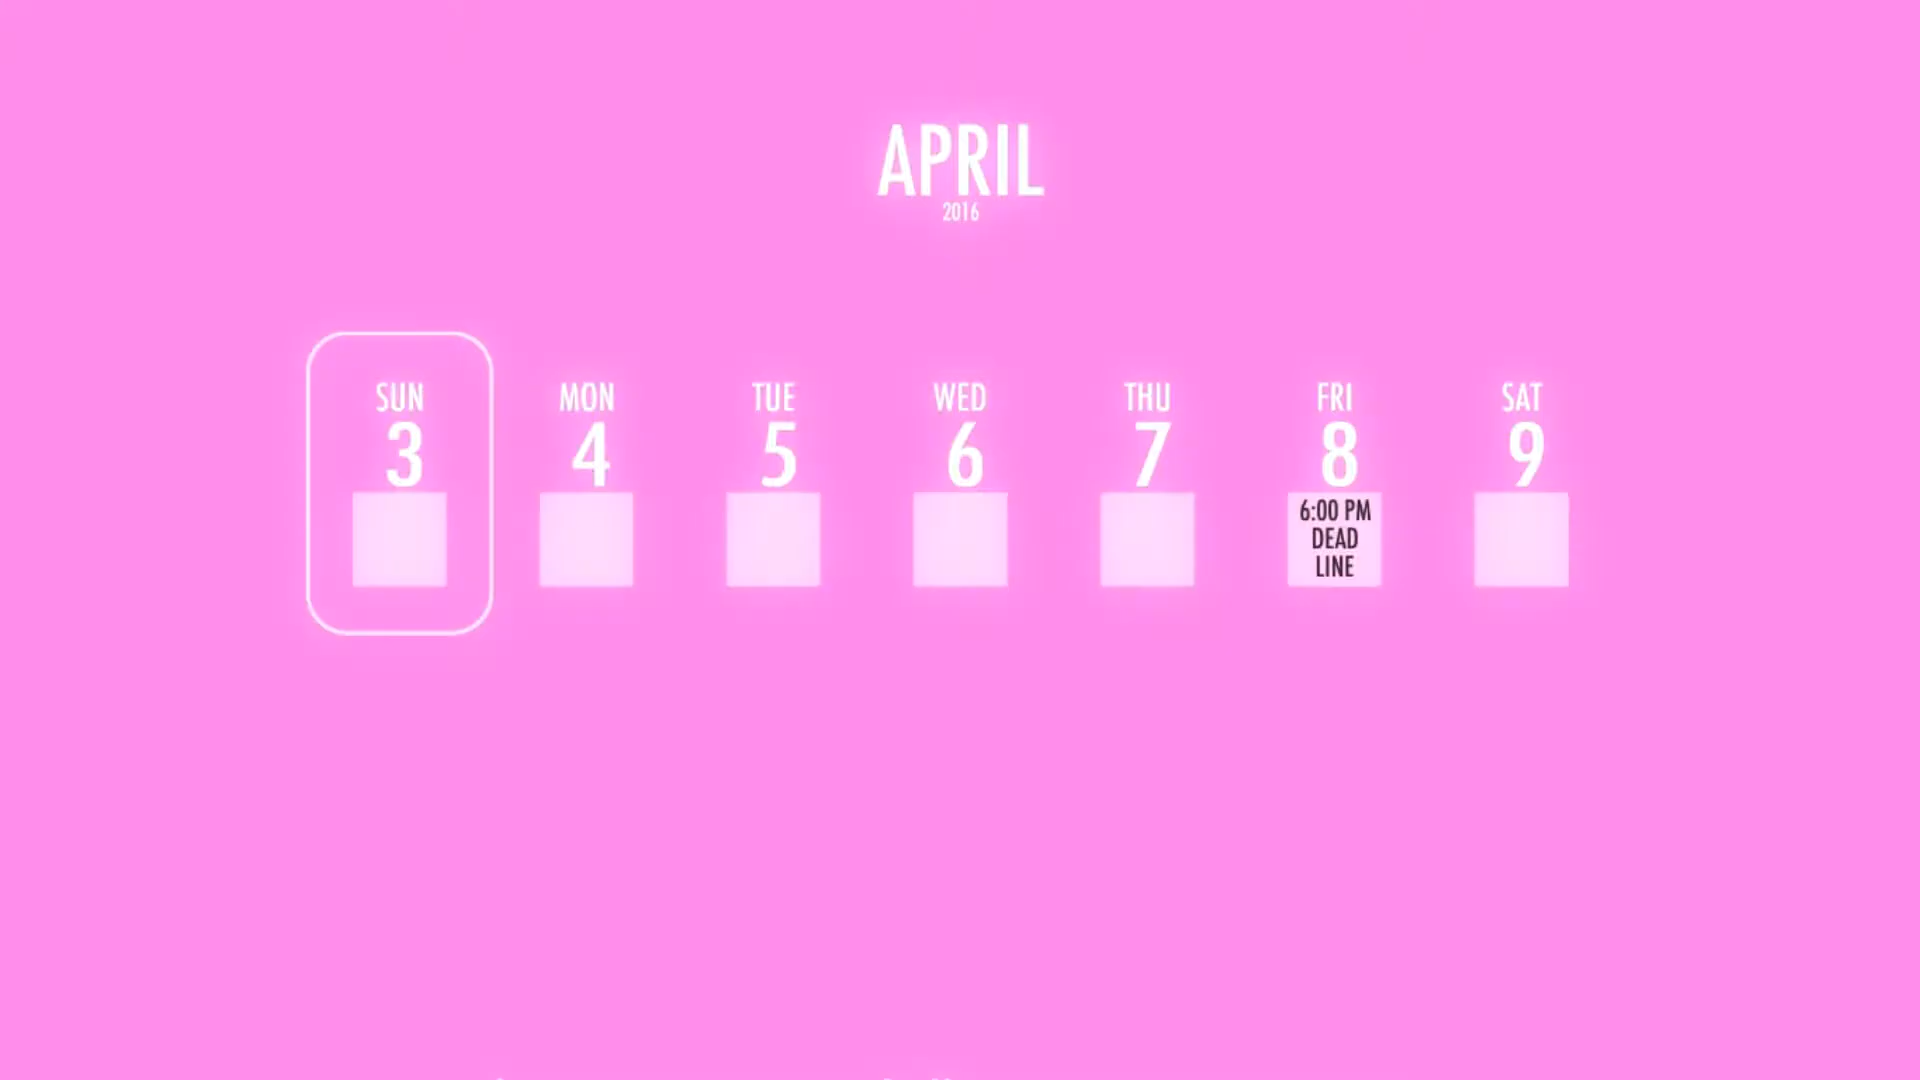 APRIL
2016
SUN MON TUE WED THU FRI SAT
3 4 5 6 7 8 9
6:00 PM
DEAD
LINE